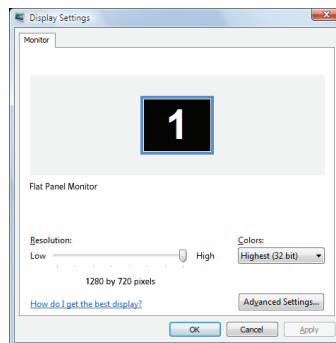 Display Settings
Monitor
1
Flat Panel Monitor
Resolution:
Colors:
Low
High
Highest (32 bit)
1280 by 720 pixels
How do I get the best display?
Advanced Settings...
OK
Cancel
Apply